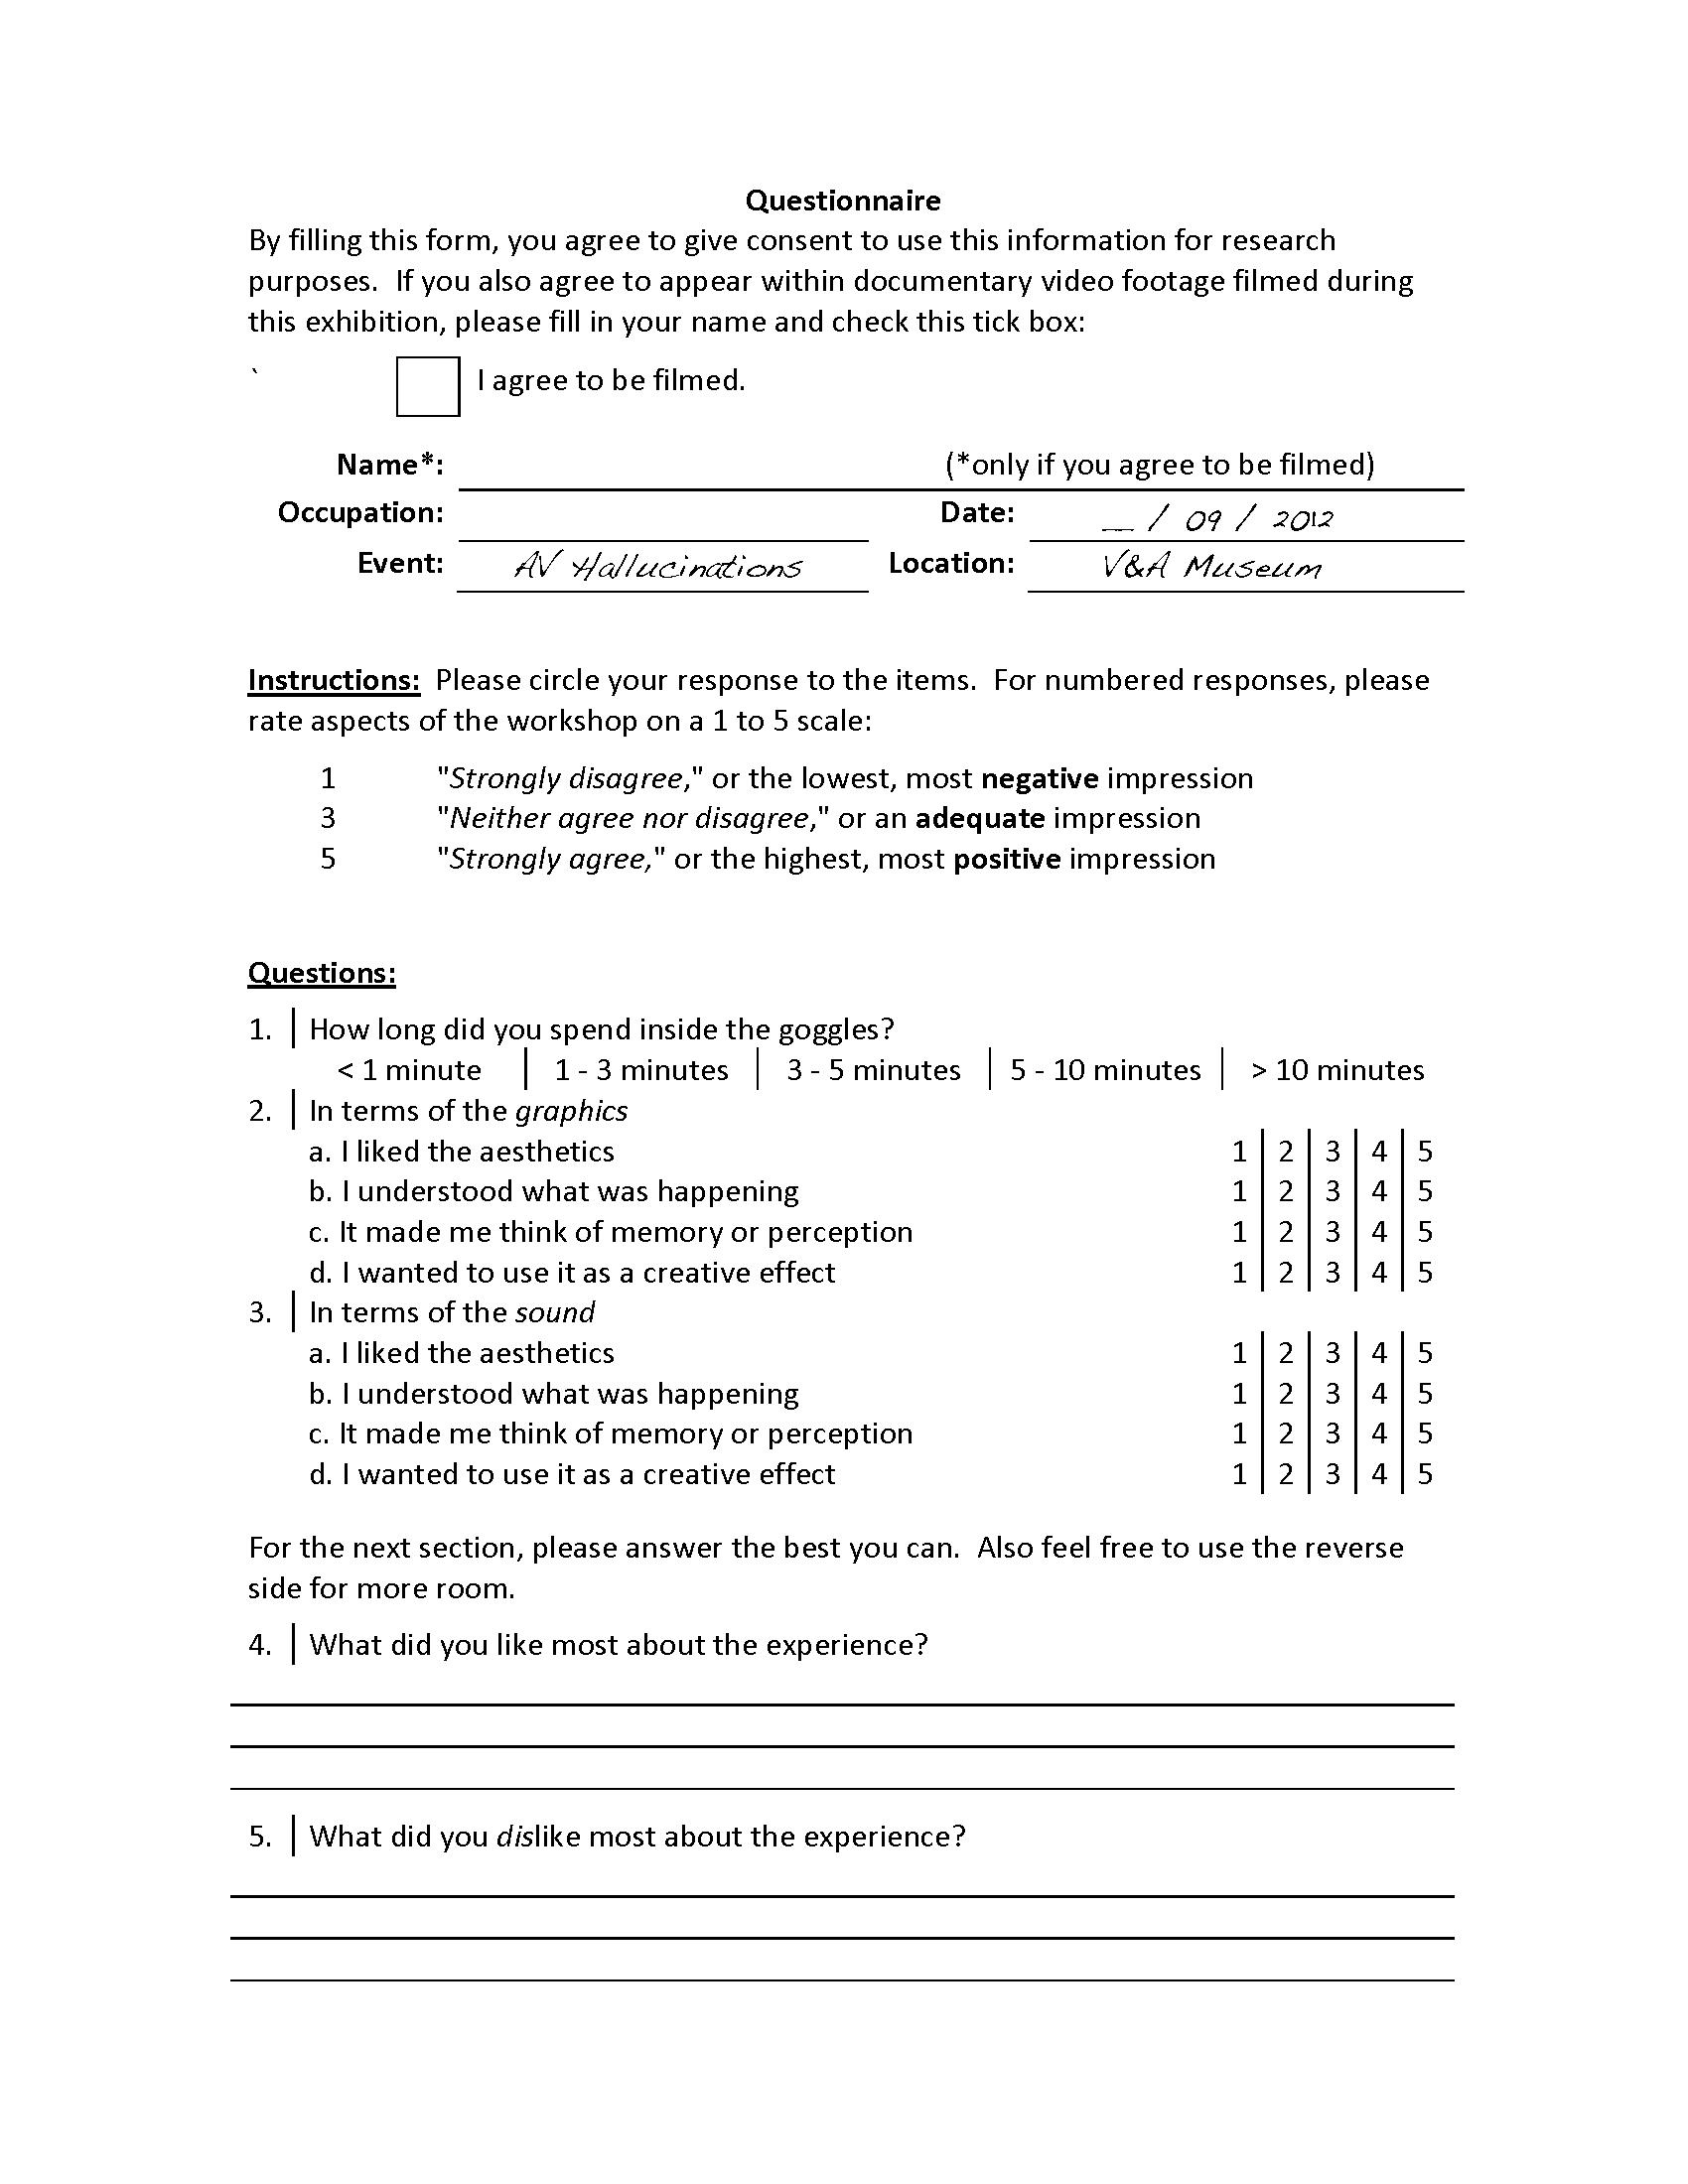 Questionnaire
By filling this form, you agree to give consent to use this information for research
purposes.  If you also agree to appear within documentary video footage filmed during
this exhibition, please fill in your name and check this tick box:
` I agree to be filmed.
Name*: (*only if you agree to be filmed)
Occupation: Date: __ / 09 / 2012
Event: AV Hallucinations Location: V&A Museum
Instructions:  Please circle your response to the items.  For numbered responses, please
rate aspects of the workshop on a 1 to 5 scale:
1 "Strongly disagree," or the lowest, most negative impression
3 "Neither agree nor disagree," or an adequate impression
5 "Strongly agree," or the highest, most positive impression
Questions:
1. How long did you spend inside the goggles?
< 1 minute 1 - 3 minutes 3 - 5 minutes 5 - 10 minutes > 10 minutes
2. In terms of the graphics
a. I liked the aesthetics 1 2 3 4 5
b. I understood what was happening 1 2 3 4 5
c. It made me think of memory or perception 1 2 3 4 5
d. I wanted to use it as a creative effect 1 2 3 4 5
3. In terms of the sound
a. I liked the aesthetics 1 2 3 4 5
b. I understood what was happening 1 2 3 4 5
c. It made me think of memory or perception 1 2 3 4 5
d. I wanted to use it as a creative effect 1 2 3 4 5
For the next section, please answer the best you can.  Also feel free to use the reverse
side for more room.
4. What did you like most about the experience?
5. What did you dislike most about the experience?